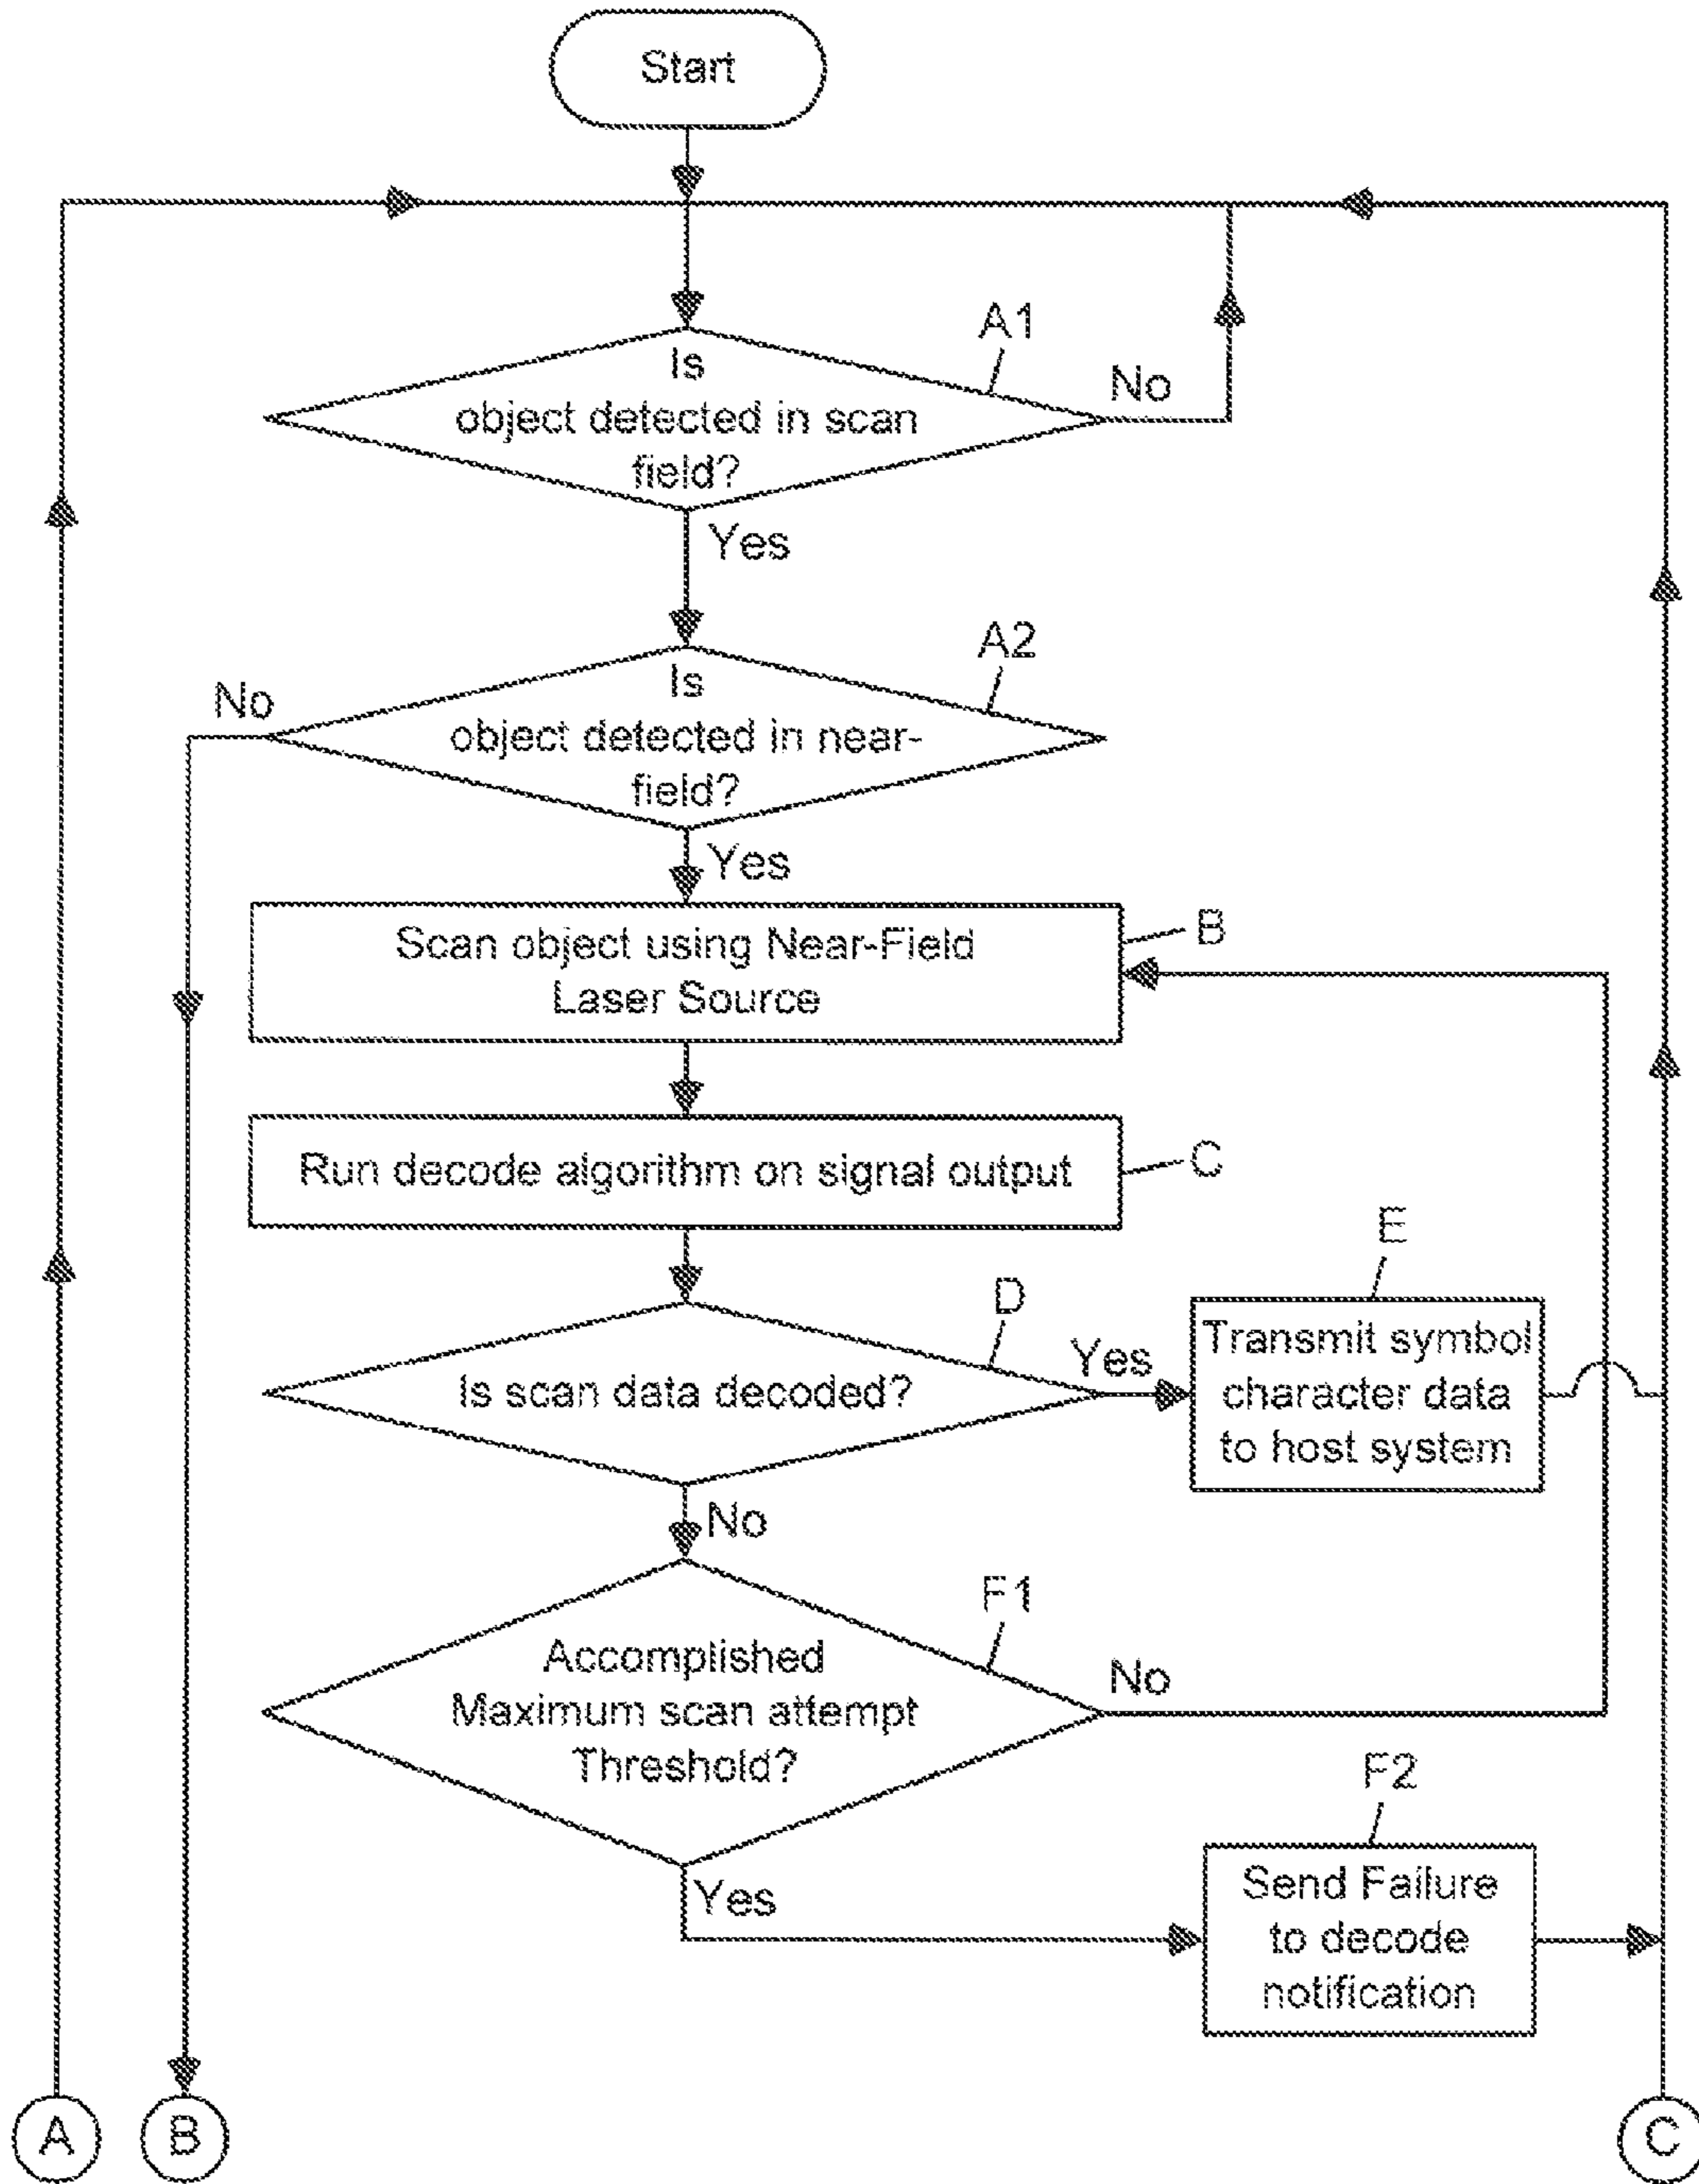 Start
A1
Is
object detected in scan
field?
No
Yes
A2
Is
object detected in near-
field?
No
Yes
B
Scan object using Near-Field
Laser Source
C
Run decode algorithm on signal output
D
Is scan data decoded?
Yes
E
Transmit symbol
character data
to host system
No
F1
Accomplished
Maximum scan attempt
Threshold?
No
Yes
F2
Send Failure
to decode
notification
A
B
C